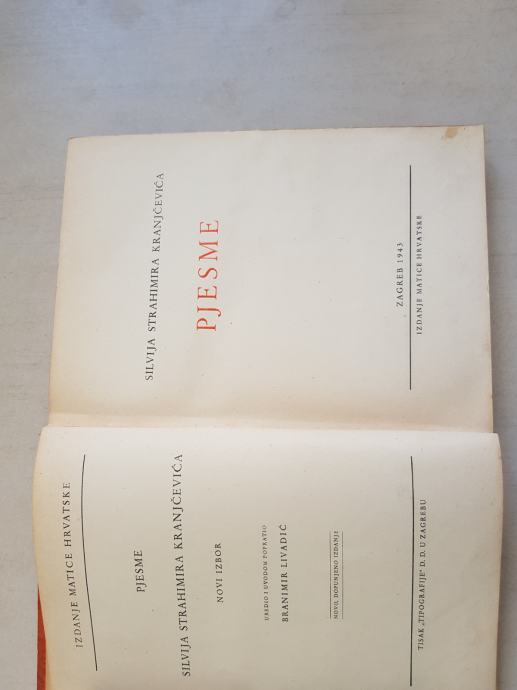 IZDANJE MATICE HRVATSKE
PJESME
SILVIJA STRAHIMIRA KRANJČEVIĆA
NOVI IZBOR
UREDIO I UVODOM POPRATIO
BRANIMIR LIVADIĆ
NOVO, DOPUNJENO IZDANJE
TISAK „TIPOGRAFIJE“ D. D. U ZAGREBU
SILVIJA STRAHIMIRA KRANJČEVIĆA
PJESME
ZAGREB 1943
IZDANJE MATICE HRVATSKE